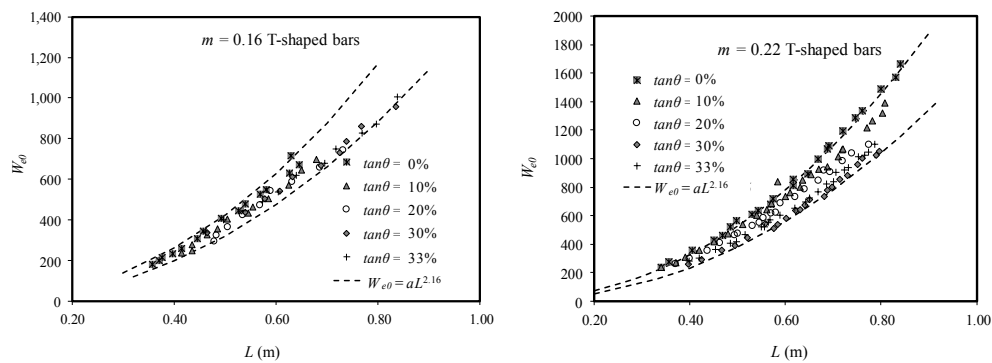 1,400
1,200
1,000
800
600
400
200
0
0.20 0.40 0.60 0.80 1.00
W_e0
L (m)
m = 0.16 T-shaped bars
tanθ = 0%
tanθ = 10%
tanθ = 20%
tanθ = 30%
tanθ = 33%
W_e0 = aL^2.16
2000
1800
1600
1400
1200
1000
800
600
400
200
0
0.20 0.40 0.60 0.80 1.00
W_e0
L (m)
m = 0.22 T-shaped bars
tanθ = 0%
tanθ = 10%
tanθ = 20%
tanθ = 30%
tanθ = 33%
W_e0 = aL^2.16